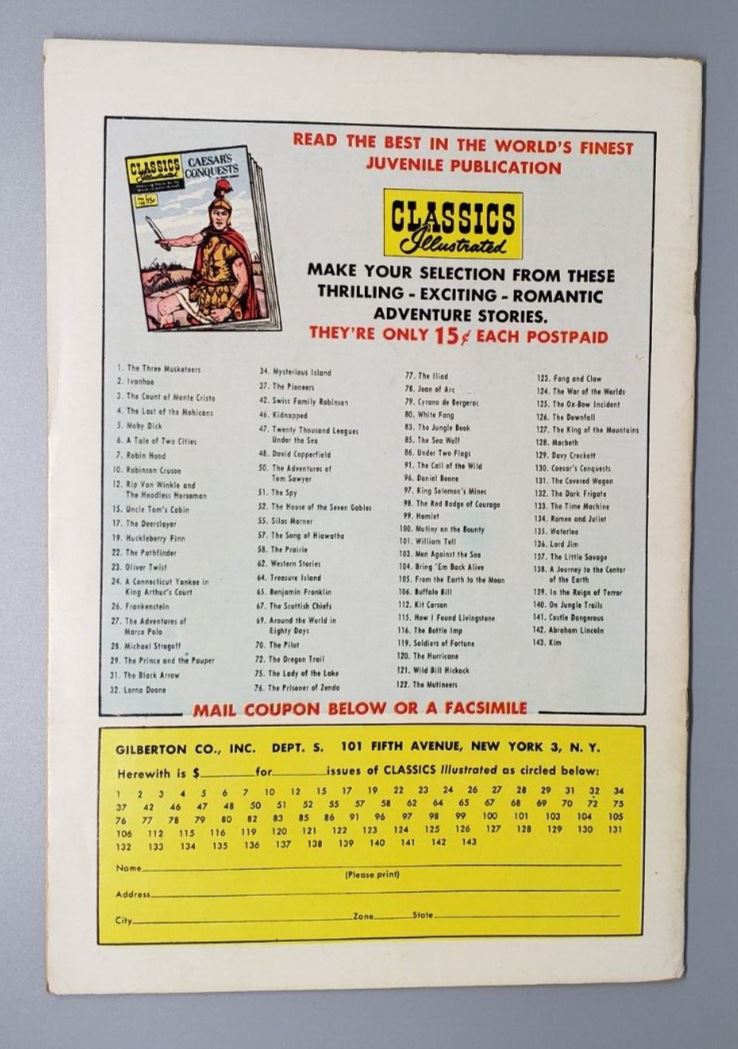 CLASSICS
Illustrated
CAESAR'S
CONQUESTS
15¢
READ THE BEST IN THE WORLD'S FINEST
JUVENILE PUBLICATION
CLASSICS
Illustrated
MAKE YOUR SELECTION FROM THESE
THRILLING - EXCITING - ROMANTIC
ADVENTURE STORIES.
THEY'RE ONLY 15¢ EACH POSTPAID
1. The Three Musketeers
2. Ivanhoe
3. The Count of Monte Cristo
4. The Last of the Mohicans
5. Moby Dick
6. A Tale of Two Cities
7. Robin Hood
10. Robinson Crusoe
12. Rip Van Winkle and
The Headless Horseman
15. Uncle Tom's Cabin
17. The Deerslayer
19. Huckleberry Finn
22. The Pathfinder
23. Oliver Twist
24. A Connecticut Yankee in
King Arthur's Court
26. Frankenstein
27. The Adventures of
Marco Polo
28. Michael Strogoff
29. The Prince and the Pauper
31. The Black Arrow
32. Lorna Doone
34. Mysterious Island
37. The Pioneers
42. Swiss Family Robinson
46. Kidnapped
47. Twenty Thousand Leagues
Under the Sea
48. David Copperfield
50. The Adventures of
Tom Sawyer
51. The Spy
52. The House of the Seven Gables
55. Silas Marner
57. The Song of Hiawatha
58. The Prairie
62. Western Stories
64. Treasure Island
65. Benjamin Franklin
67. The Scottish Chiefs
69. Around the World in
Eighty Days
70. The Pilot
72. The Oregon Trail
75. The Lady of the Lake
76. The Prisoner of Zenda
77. The Iliad
78. Joan of Arc
79. Cyrano de Bergerac
80. White Fang
83. The Jungle Book
85. The Sea Wolf
86. Under Two Flags
91. The Call of the Wild
96. Daniel Boone
97. King Solomon's Mines
98. The Red Badge of Courage
99. Hamlet
100. Mutiny on the Bounty
101. William Tell
103. Men Against the Sea
104. Bring 'Em Back Alive
105. From the Earth to the Moon
106. Buffalo Bill
112. Kit Carson
115. How I Found Livingstone
116. The Bottle Imp
119. Soldiers of Fortune
120. The Hurricane
121. Wild Bill Hickock
122. The Mutineers
123. Fang and Claw
124. The War of the Worlds
125. The Ox-Bow Incident
126. The Downfall
127. The King of the Mountains
128. Macbeth
129. Davy Crockett
130. Caesar's Conquests
131. The Covered Wagon
132. The Dark Frigate
133. The Time Machine
134. Romeo and Juliet
135. Waterloo
136. Lord Jim
137. The Little Savage
138. A Journey to the Center
of the Earth
139. In the Reign of Terror
140. On Jungle Trails
141. Castle Dangerous
142. Abraham Lincoln
143. Kim
MAIL COUPON BELOW OR A FACSIMILE
GILBERTON CO., INC. DEPT. S. 101 FIFTH AVENUE, NEW YORK 3, N. Y.
Herewith is $ for issues of CLASSICS Illustrated as circled below:
1 2 3 4 5 6 7 10 12 15 17 19 22 23 24 26 27 28 29 31 32 34
37 42 46 47 48 50 51 52 55 57 58 62 64 65 67 68 69 70 72 75
76 77 78 79 80 82 83 85 86 91 96 97 98 99 100 101 103 104 105
106 112 115 116 119 120 121 122 123 124 125 126 127 128 129 130 131
132 133 134 135 136 137 138 139 140 141 142 143
Name
(Please print)
Address
City Zone State